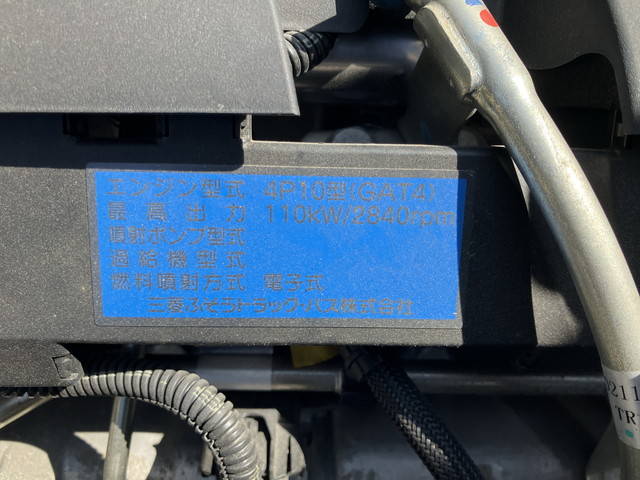 エンジン型式 4P10型(GAT4)
最高出力 110kW/2840rpm
噴射ポンプ型式
過給機型式
燃料噴射方式 電子式
三菱ふそうトラック・バス株式会社
211
TR